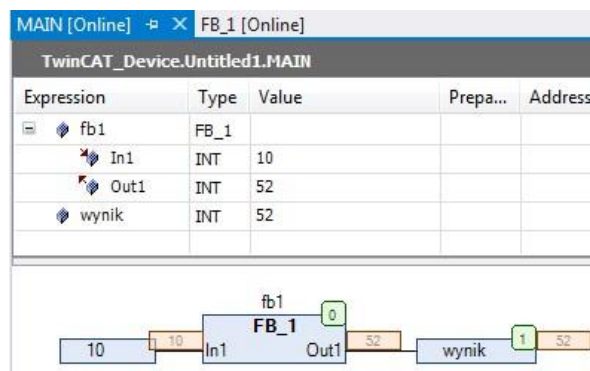 MAIN [Online] FB_1 [Online]
TwinCAT_Device.Untitled1.MAIN
Expression Type Value Prepa... Address
fb1 FB_1
In1 INT 10
Out1 INT 52
wynik INT 52
fb1
FB_1 0
10 10 In1 Out1 52 wynik 1 52